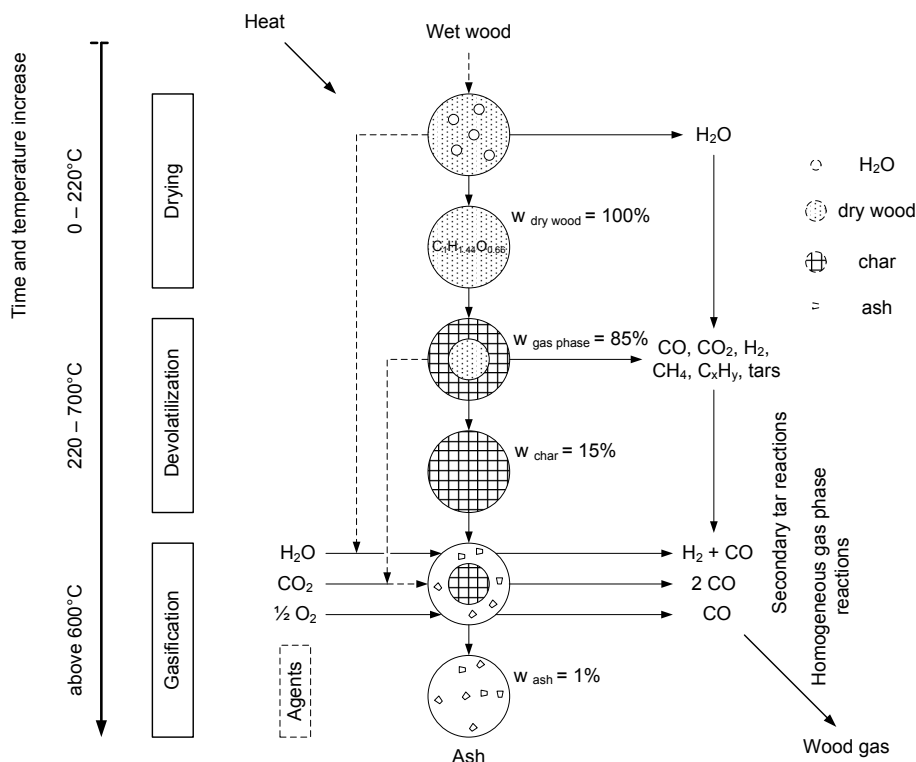 Heat
Wet wood
Time and temperature increase
0 – 220°C
Drying
H₂O
w dry wood = 100%
C₁H₁.₄₄O₀.₆₆
H₂O
dry wood
char
ash
220 – 700°C
Devolatilization
w gas phase = 85%
CO, CO₂, H₂,
CH₄, CₓHᵧ, tars
w char = 15%
above 600°C
Gasification
H₂O
CO₂
½ O₂
Agents
H₂ + CO
2 CO
CO
Secondary tar reactions
Homogeneous gas phase
reactions
w ash = 1%
Ash
Wood gas